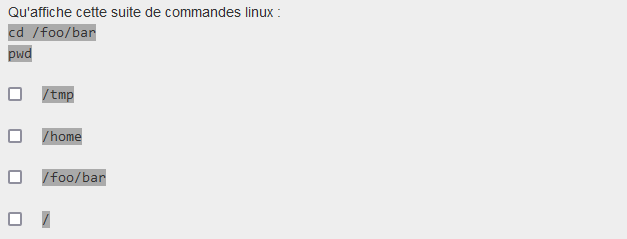 Qu'affiche cette suite de commandes linux :
cd /foo/bar
pwd
/tmp
/home
/foo/bar
/